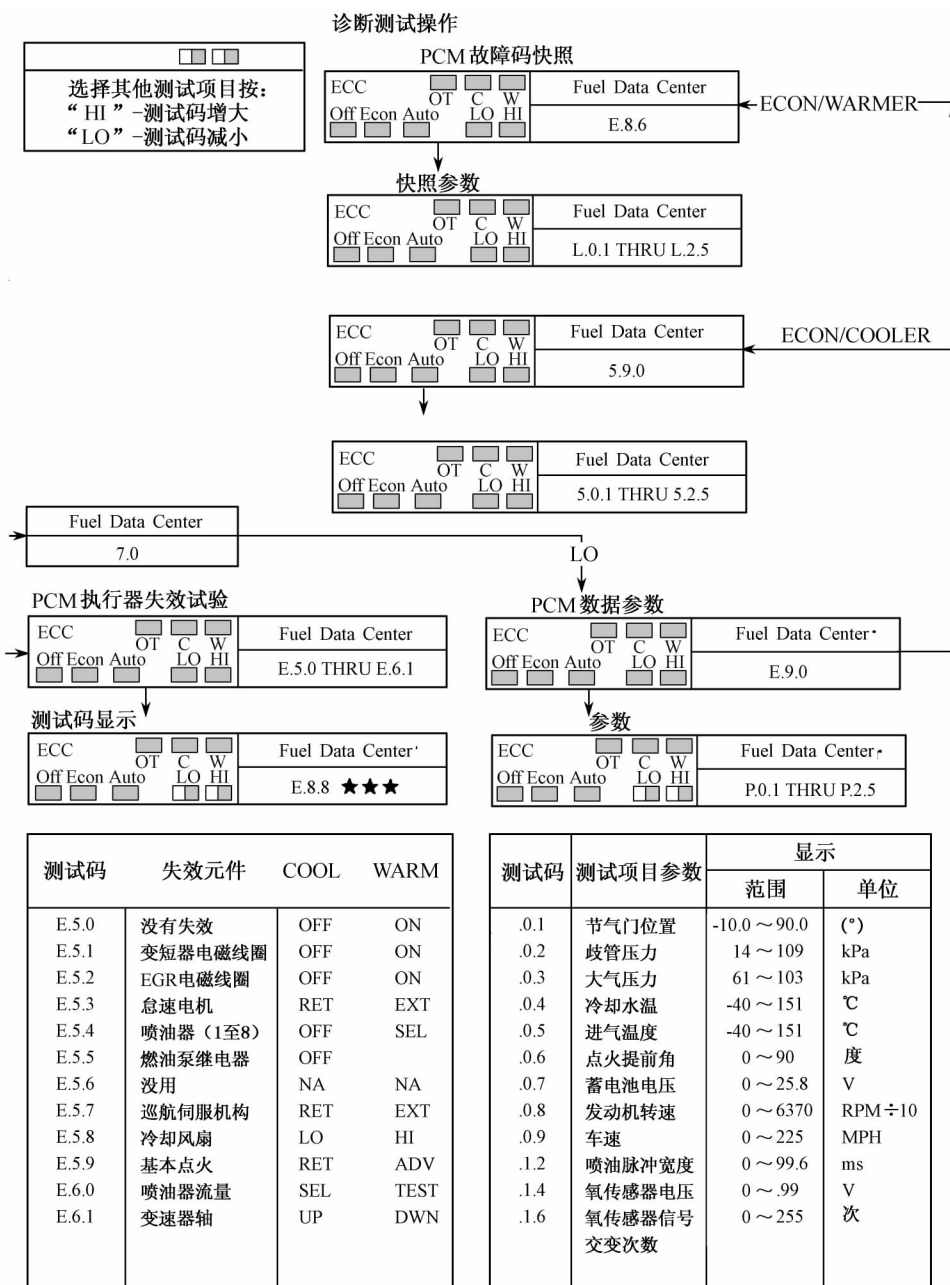 诊断测试操作
选择其他测试项目按：
“HI”-测试码增大
“LO”-测试码减小
PCM故障码快照
ECC OT C W
Off Econ Auto LO HI
Fuel Data Center
E.8.6
ECON/WARMER
快照参数
ECC OT C W
Off Econ Auto LO HI
Fuel Data Center
L.0.1 THRU L.2.5
ECC OT C W
Off Econ Auto LO HI
Fuel Data Center
5.9.0
ECON/COOLER
ECC OT C W
Off Econ Auto LO HI
Fuel Data Center
5.0.1 THRU 5.2.5
Fuel Data Center
7.0
LO
PCM执行器失效试验
ECC OT C W
Off Econ Auto LO HI
Fuel Data Center
E.5.0 THRU E.6.1
PCM数据参数
ECC OT C W
Off Econ Auto LO HI
Fuel Data Center
E.9.0
测试码显示
ECC OT C W
Off Econ Auto LO HI
Fuel Data Center
E.8.8 ★★★
参数
ECC OT C W
Off Econ Auto LO HI
Fuel Data Center
P.0.1 THRU P.2.5
测试码 失效元件 COOL WARM
E.5.0 没有失效 OFF ON
E.5.1 变短器电磁线圈 OFF ON
E.5.2 EGR电磁线圈 OFF ON
E.5.3 怠速电机 RET EXT
E.5.4 喷油器（1至8） OFF SEL
E.5.5 燃油泵继电器 OFF
E.5.6 没用 NA NA
E.5.7 巡航伺服机构 RET EXT
E.5.8 冷却风扇 LO HI
E.5.9 基本点火 RET ADV
E.6.0 喷油器流量 SEL TEST
E.6.1 变速器轴 UP DWN
测试码 测试项目参数 显示
范围 单位
.0.1 节气门位置 -10.0～90.0 (°)
.0.2 歧管压力 14～109 kPa
.0.3 大气压力 61～103 kPa
.0.4 冷却水温 -40～151 ℃
.0.5 进气温度 -40～151 ℃
.0.6 点火提前角 0～90 度
.0.7 蓄电池电压 0～25.8 V
.0.8 发动机转速 0～6370 RPM÷10
.0.9 车速 0～225 MPH
.1.2 喷油脉冲宽度 0～99.6 ms
.1.4 氧传感器电压 0～.99 V
.1.6 氧传感器信号 0～255 次
交变次数